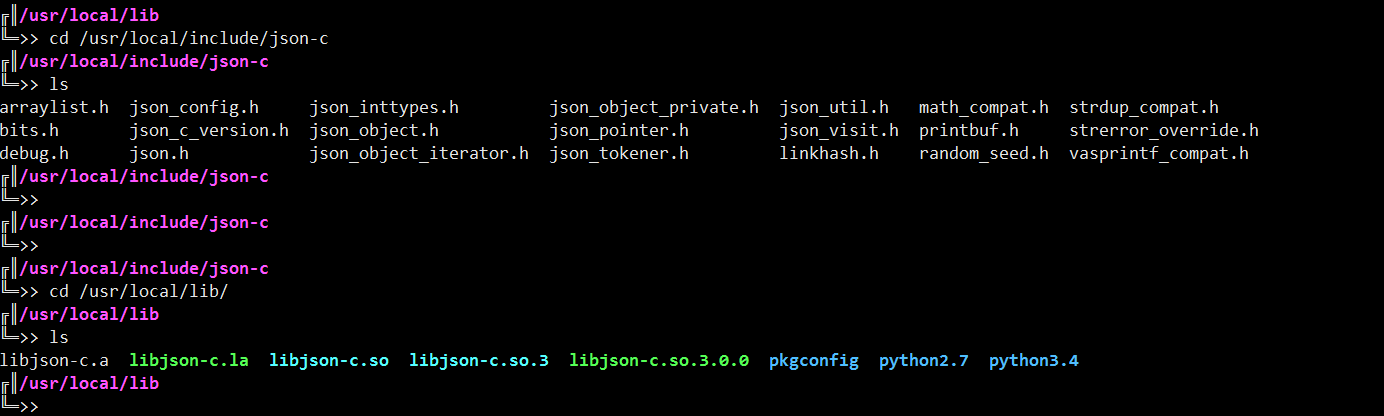 ╔║/usr/local/lib
╚═>> cd /usr/local/include/json-c
╔║/usr/local/include/json-c
╚═>> ls
arraylist.h  json_config.h     json_inttypes.h         json_object_private.h  json_util.h   math_compat.h  strdup_compat.h
bits.h       json_c_version.h  json_object.h           json_pointer.h         json_visit.h  printbuf.h     strerror_override.h
debug.h      json.h            json_object_iterator.h  json_tokener.h         linkhash.h    random_seed.h  vasprintf_compat.h
╔║/usr/local/include/json-c
╚═>>
╔║/usr/local/include/json-c
╚═>>
╔║/usr/local/include/json-c
╚═>> cd /usr/local/lib/
╔║/usr/local/lib
╚═>> ls
libjson-c.a  libjson-c.la  libjson-c.so  libjson-c.so.3  libjson-c.so.3.0.0  pkgconfig  python2.7  python3.4
╔║/usr/local/lib
╚═>>